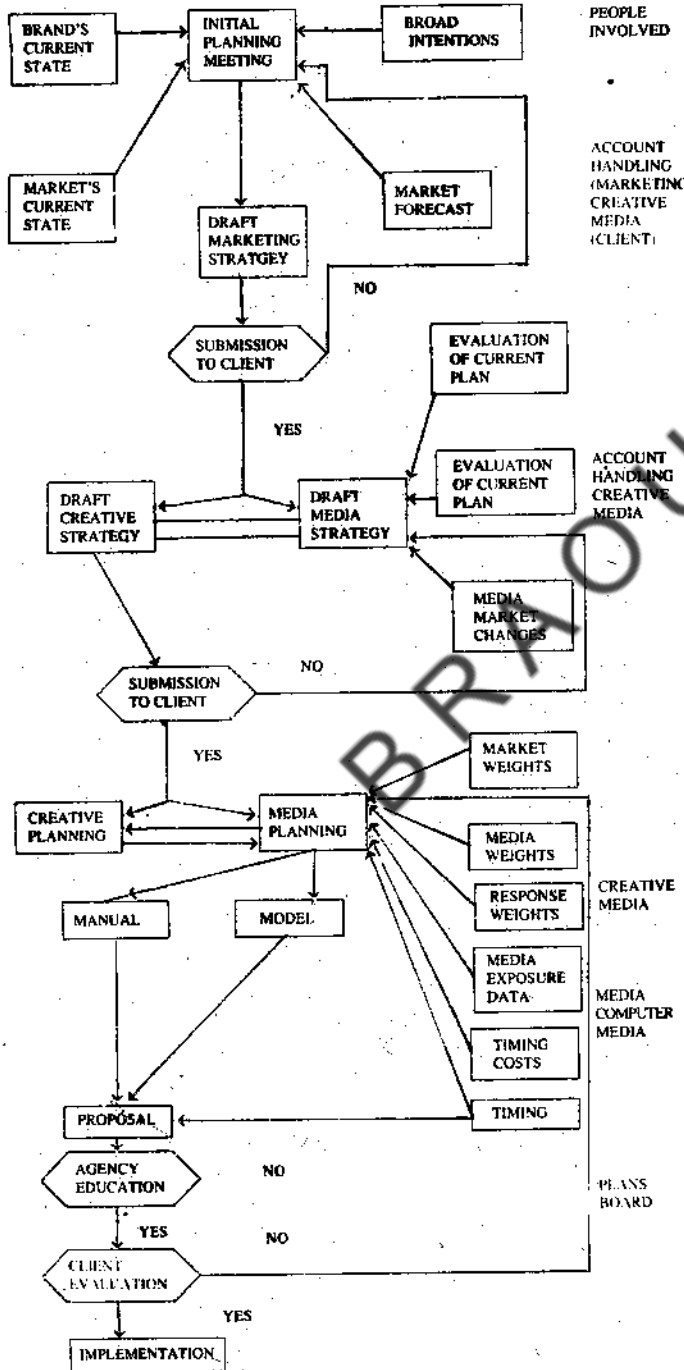 BRAND'S
CURRENT
STATE
INITIAL
PLANNING
MEETING
BROAD
INTENTIONS
PEOPLE
INVOLVED
MARKET'S
CURRENT
STATE
DRAFT
MARKETING
STRATGEY
MARKET
FORECAST
ACCOUNT
HANDLING
(MARKETING
CREATIVE
MEDIA
(CLIENT)
NO
SUBMISSION
TO CLIENT
EVALUATION
OF CURRENT
PLAN
YES
DRAFT
CREATIVE
STRATEGY
DRAFT
MEDIA
STRATEGY
EVALUATION
OF CURRENT
PLAN
ACCOUNT
HANDLING
CREATIVE
MEDIA
MEDIA
MARKET
CHANGES
NO
SUBMISSION
TO CLIENT
YES
MARKET
WEIGHTS
CREATIVE
PLANNING
MEDIA
PLANNING
MEDIA
WEIGHTS
MANUAL
MODEL
RESPONSE
WEIGHTS
CREATIVE
MEDIA
MEDIA
EXPOSURE
DATA
MEDIA
COMPUTER
MEDIA
TIMING
COSTS
PROPOSAL
TIMING
AGENCY
EDUCATION
NO
PLANS
BOARD
YES
NO
CLIENT
EVALUATION
YES
IMPLEMENTATION
BRAOU